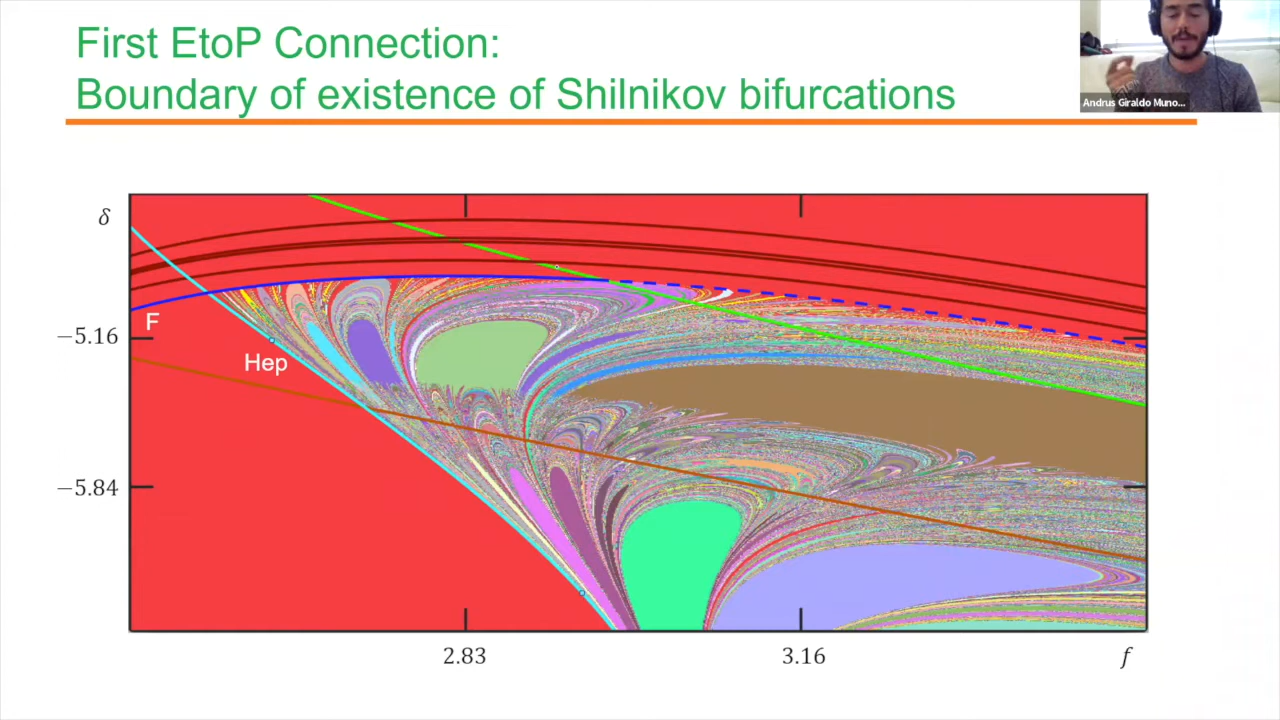 First EtoP Connection:
Boundary of existence of Shilnikov bifurcations
Andrus Giraldo Muno...
δ
F
−5.16
Hep
−5.84
2.83
3.16
f